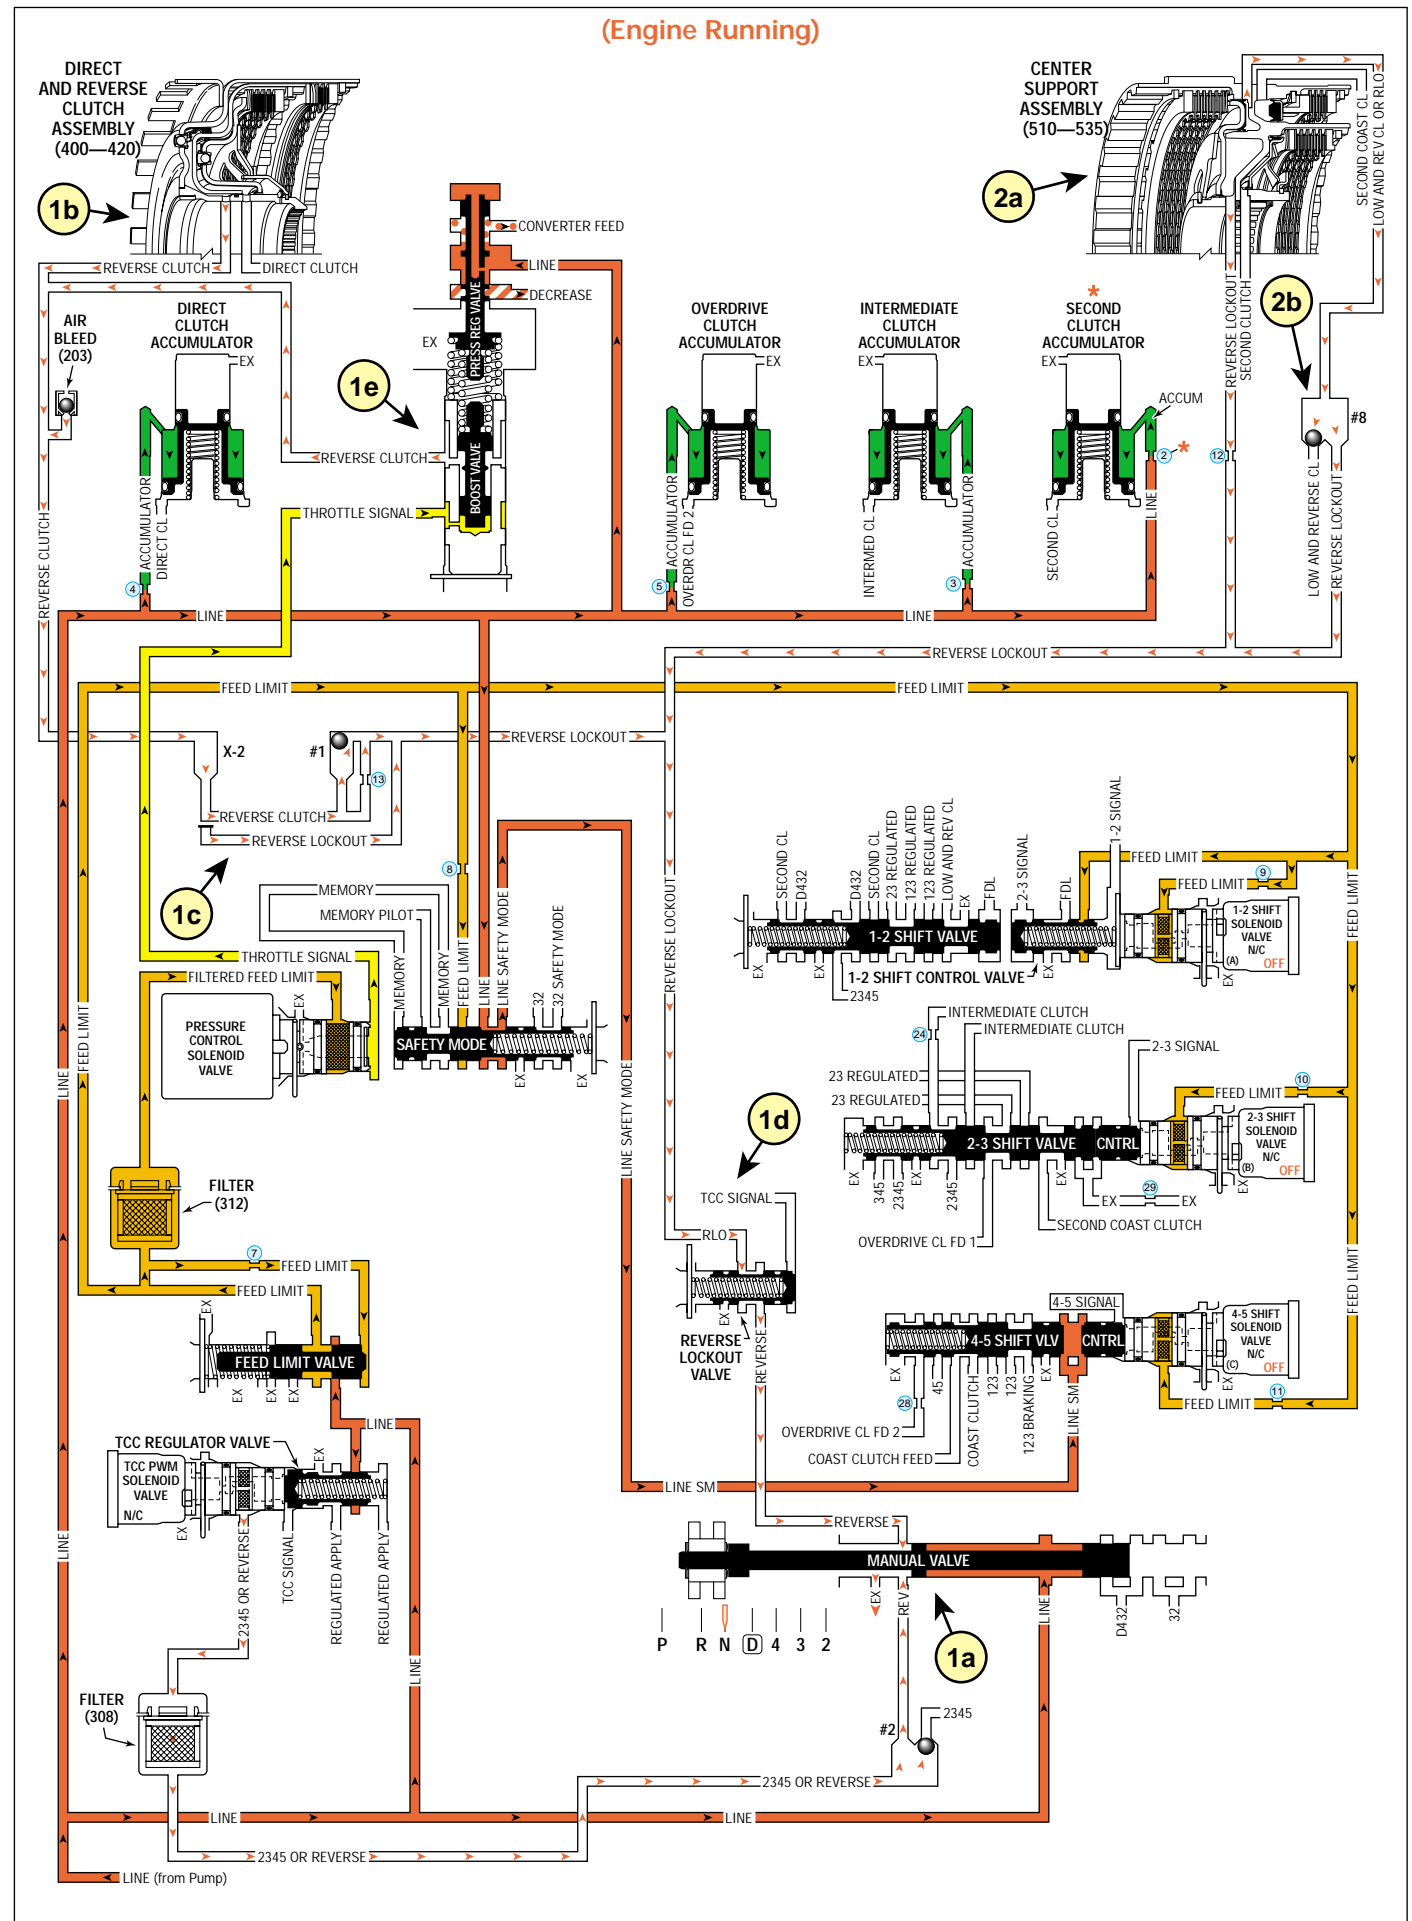 (Engine Running)
DIRECT
AND REVERSE
CLUTCH
ASSEMBLY
(400—420)
1b
CENTER
SUPPORT
ASSEMBLY
(510—535)
2a
SECOND COAST CL
LOW AND REV CL OR RLO
CONVERTER FEED
LINE
DECREASE
PRESS REG VALVE
EX
REVERSE CLUTCH
DIRECT CLUTCH
AIR
BLEED
(203)
DIRECT
CLUTCH
ACCUMULATOR
EX
1e
OVERDRIVE
CLUTCH
ACCUMULATOR
EX
INTERMEDIATE
CLUTCH
ACCUMULATOR
EX
*
SECOND
CLUTCH
ACCUMULATOR
EX
ACCUM
2
*
REVERSE LOCKOUT
SECOND CLUTCH
2b
#8
12
REVERSE CLUTCH
BOOST VALVE
THROTTLE SIGNAL
ACCUMULATOR
DIRECT CL
4
ACCUMULATOR
OVERDR CL FD 2
5
INTERMED CL
ACCUMULATOR
3
SECOND CL
LINE
LOW AND REVERSE CL
REVERSE LOCKOUT
REVERSE CLUTCH
LINE
LINE
REVERSE LOCKOUT
FEED LIMIT
FEED LIMIT
X-2
#1
13
REVERSE LOCKOUT
REVERSE CLUTCH
REVERSE LOCKOUT
1c
8
MEMORY
MEMORY PILOT
THROTTLE SIGNAL
FILTERED FEED LIMIT
EX
PRESSURE
CONTROL
SOLENOID
VALVE
MEMORY
MEMORY
FEED LIMIT
LINE
LINE SAFETY MODE
32
32 SAFETY MODE
SAFETY MODE
EX
EX
LINE SAFETY MODE
REVERSE LOCKOUT
SECOND CL
D432
D432
SECOND CL
23 REGULATED
123 REGULATED
123 REGULATED
LOW AND REV CL
EX
FDL
2-3 SIGNAL
FDL
1-2 SIGNAL
FEED LIMIT
FEED LIMIT
9
1-2 SHIFT VALVE
1-2 SHIFT CONTROL VALVE
EX
EX
2345
EX
1-2 SHIFT
SOLENOID
VALVE
N/C
(A)
OFF
EX
FEED LIMIT
INTERMEDIATE CLUTCH
INTERMEDIATE CLUTCH
24
23 REGULATED
23 REGULATED
2-3 SIGNAL
FEED LIMIT
10
2-3 SHIFT VALVE
CNTRL
2-3 SHIFT
SOLENOID
VALVE
N/C
(B)
OFF
EX
EX
345
2345
EX
2345
EX
29
EX
EX
SECOND COAST CLUTCH
OVERDRIVE CL FD 1
1d
TCC SIGNAL
RLO
EX
REVERSE
LOCKOUT
VALVE
REVERSE
4-5 SIGNAL
4-5 SHIFT VLV
CNTRL
4-5 SHIFT
SOLENOID
VALVE
N/C
(C)
OFF
EX
FEED LIMIT
FEED LIMIT
11
EX
28
45
COAST CLUTCH
123
123
123 BRAKING
EX
LINE SM
OVERDRIVE CL FD 2
COAST CLUTCH FEED
LINE SM
LINE
FEED LIMIT
FILTER
(312)
7
FEED LIMIT
FEED LIMIT
EX
FEED LIMIT VALVE
EX
EX
EX
LINE
TCC REGULATOR VALVE
TCC PWM
SOLENOID
VALVE
N/C
EX
EX
2345 OR REVERSE
TCC SIGNAL
REGULATED APPLY
REGULATED APPLY
LINE
LINE
FILTER
(308)
REVERSE
MANUAL VALVE
EX
REV
LINE
D432
32
P
R
N
D
4
3
2
1a
#2
2345
2345 OR REVERSE
LINE
LINE
2345 OR REVERSE
LINE (from Pump)